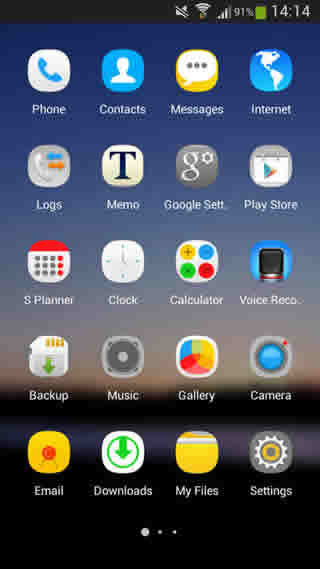 91% 14:14
Phone Contacts Messages Internet
Logs Memo Google Sett.. Play Store
S Planner Clock Calculator Voice Reco..
Backup Music Gallery Camera
Email Downloads My Files Settings